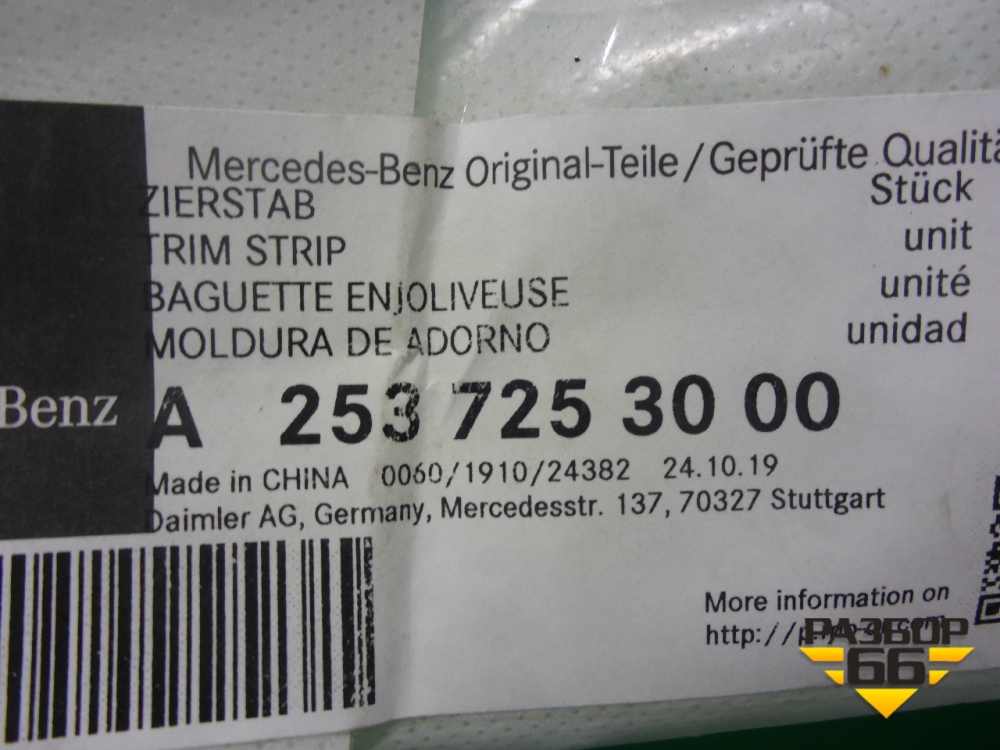 Mercedes-Benz Original-Teile/Geprüfte Qualitä
ZIERSTAB Stück
TRIM STRIP unit
BAGUETTE ENJOLIVEUSE unité
MOLDURA DE ADORNO unidad
Benz
A 253 725 30 00
Made in CHINA 0060/1910/24382 24.10.19
Daimler AG, Germany, Mercedesstr. 137, 70327 Stuttgart
More information on
http://
РАЗБОР
66